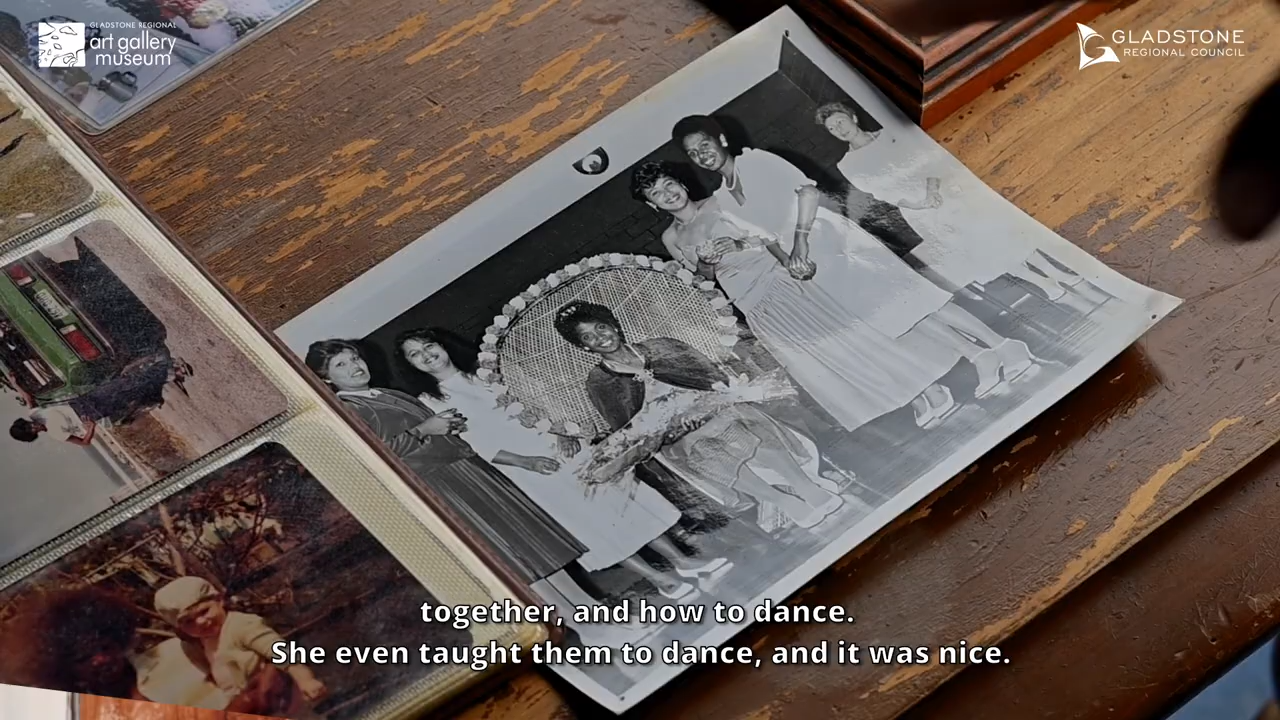 GLADSTONE REGIONAL
art gallery
museum
GLADSTONE
REGIONAL COUNCIL
together, and how to dance.
She even taught them to dance, and it was nice.